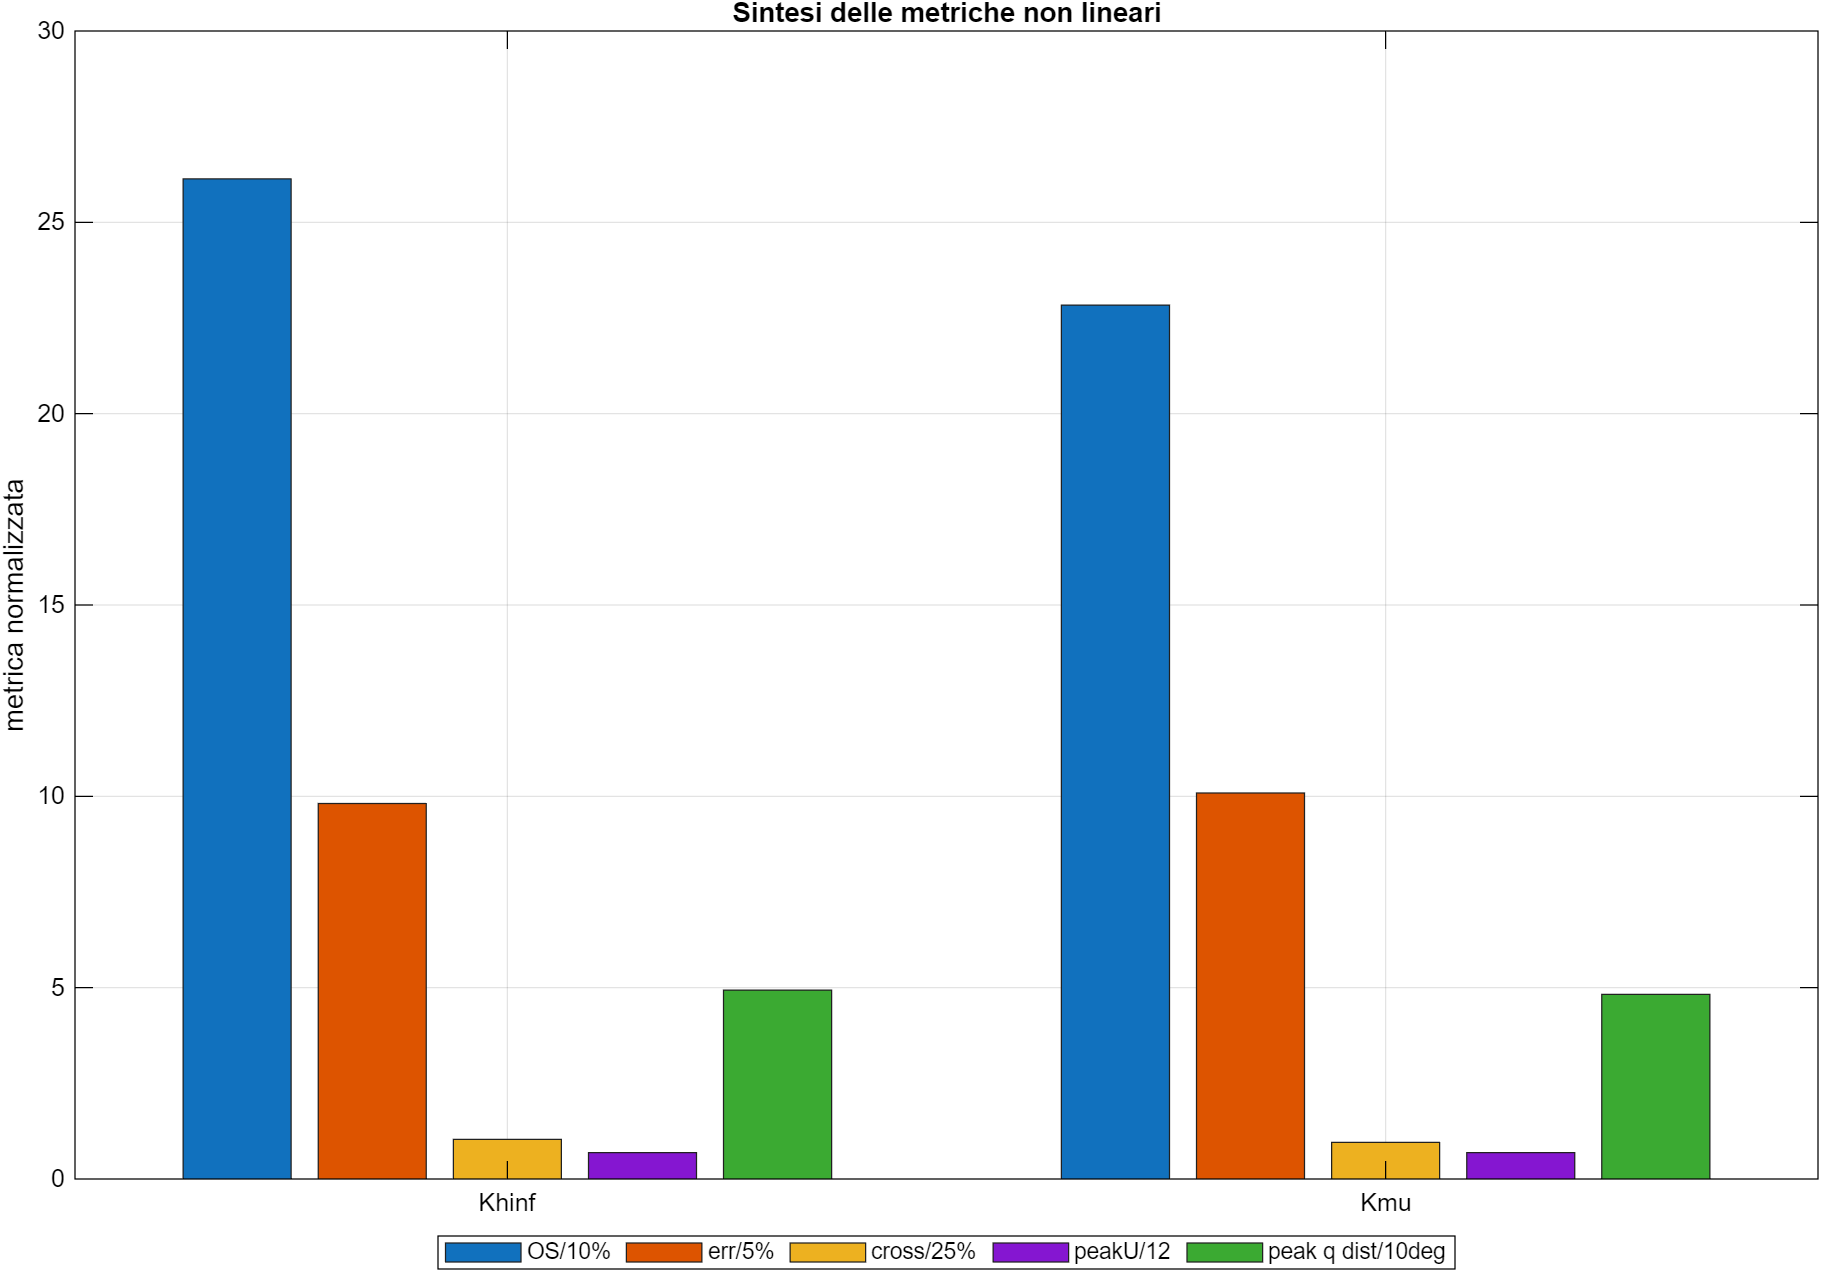 Sintesi delle metriche non lineari
metrica normalizzata
30
25
20
15
10
5
0
Khinf
Kmu
OS/10%
err/5%
cross/25%
peakU/12
peak q dist/10deg